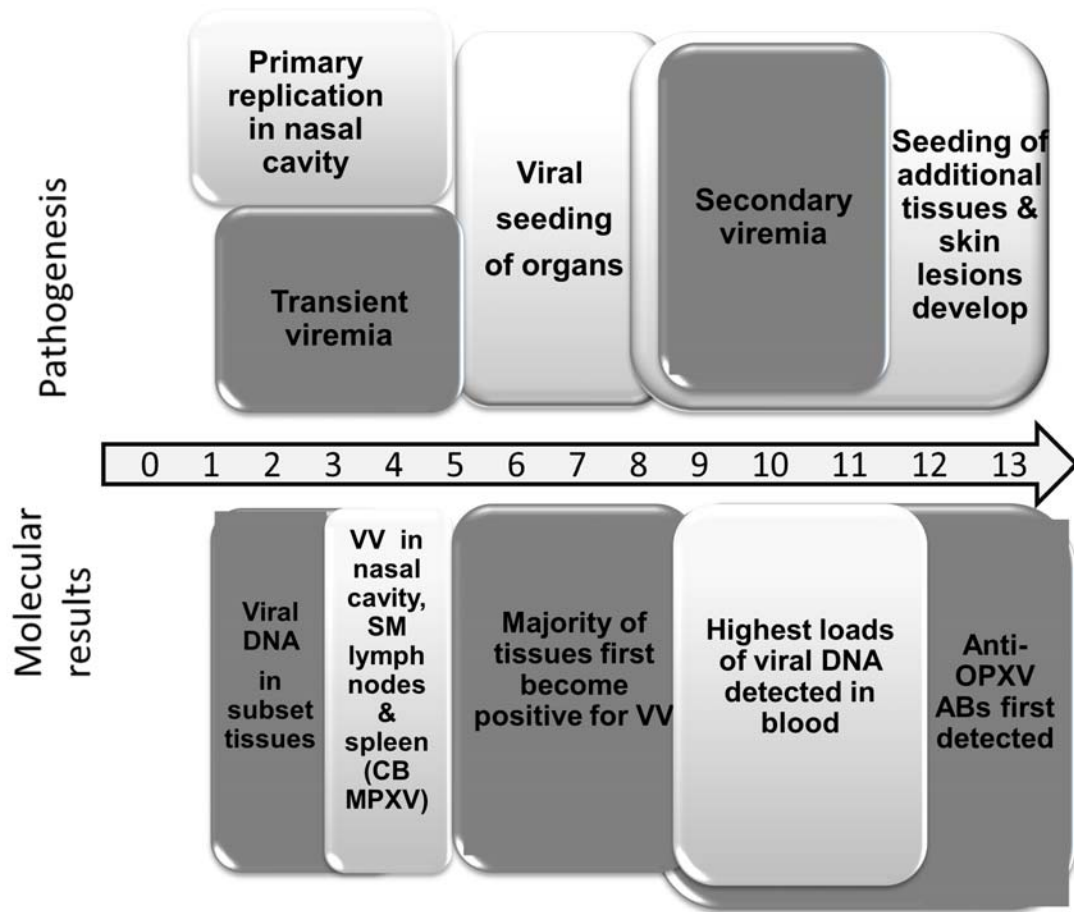 Pathogenesis
Primary
replication
in nasal
cavity
Transient
viremia
Viral
seeding
of organs
Secondary
viremia
Seeding of
additional
tissues &
skin
lesions
develop
0 1 2 3 4 5 6 7 8 9 10 11 12 13
Molecular
results
Viral
DNA
in
subset
tissues
VV in
nasal
cavity,
SM
lymph
nodes
&
spleen
(CB
MPXV)
Majority of
tissues first
become
positive for VV
Highest loads
of viral DNA
detected in
blood
Anti-
OPXV
ABs first
detected